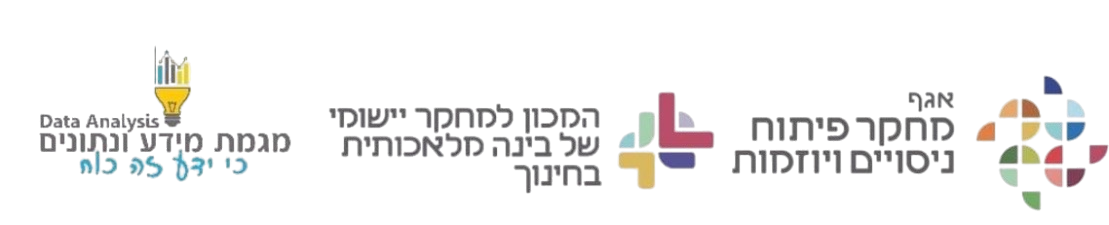 אגף
מחקר פיתוח
ניסויים ויוזמות
המכון למחקר יישומי
של בינה מלאכותית
בחינוך
Data Analysis
מגמת מידע ונתונים
כי ידע זה כוח